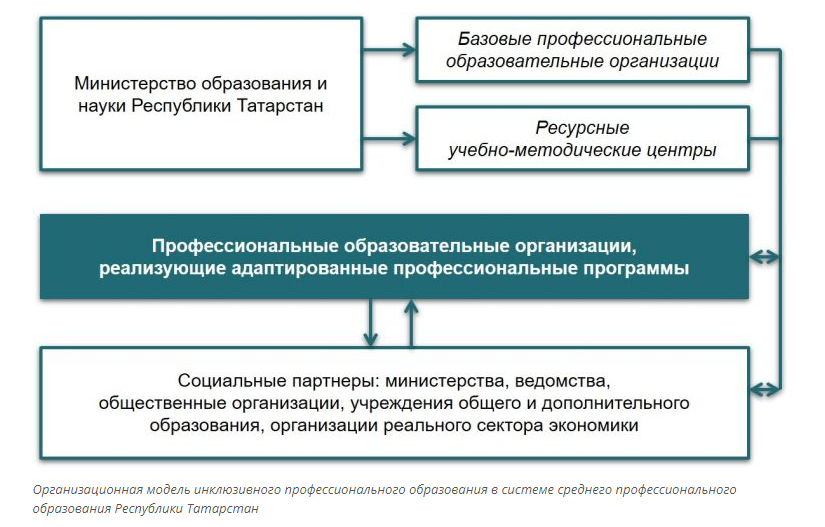 Министерство образования и
науки Республики Татарстан
Базовые профессиональные
образовательные организации
Ресурсные
учебно-методические центры
Профессиональные образовательные организации,
реализующие адаптированные профессиональные программы
Социальные партнеры: министерства, ведомства,
общественные организации, учреждения общего и дополнительного
образования, организации реального сектора экономики
Организационная модель инклюзивного профессионального образования в системе среднего профессионального
образования Республики Татарстан